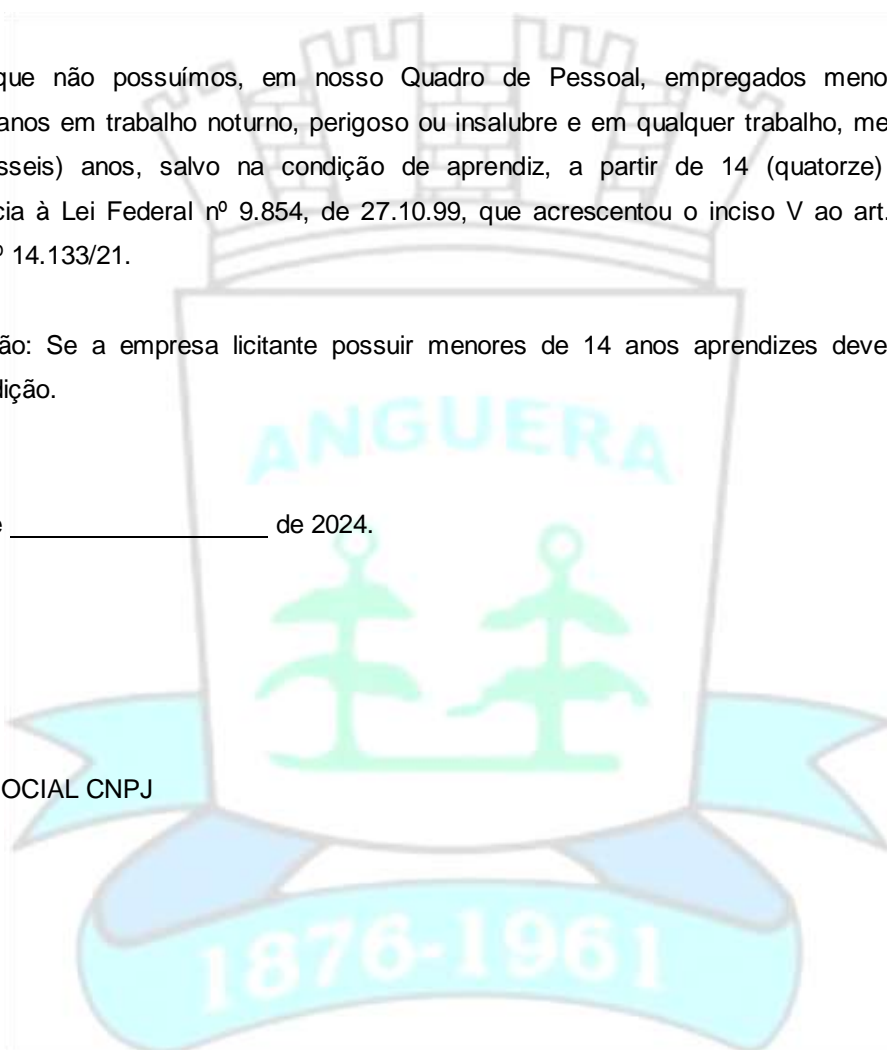 que não possuímos, em nosso Quadro de Pessoal, empregados meno
anos em trabalho noturno, perigoso ou insalubre e em qualquer trabalho, me
sseis) anos, salvo na condição de aprendiz, a partir de 14 (quatorze)
cia à Lei Federal nº 9.854, de 27.10.99, que acrescentou o inciso V ao art.
º 14.133/21.
ão: Se a empresa licitante possuir menores de 14 anos aprendizes deve
dição.
ANGUERA
e ___________________ de 2024.
OCIAL CNPJ
1876-1961